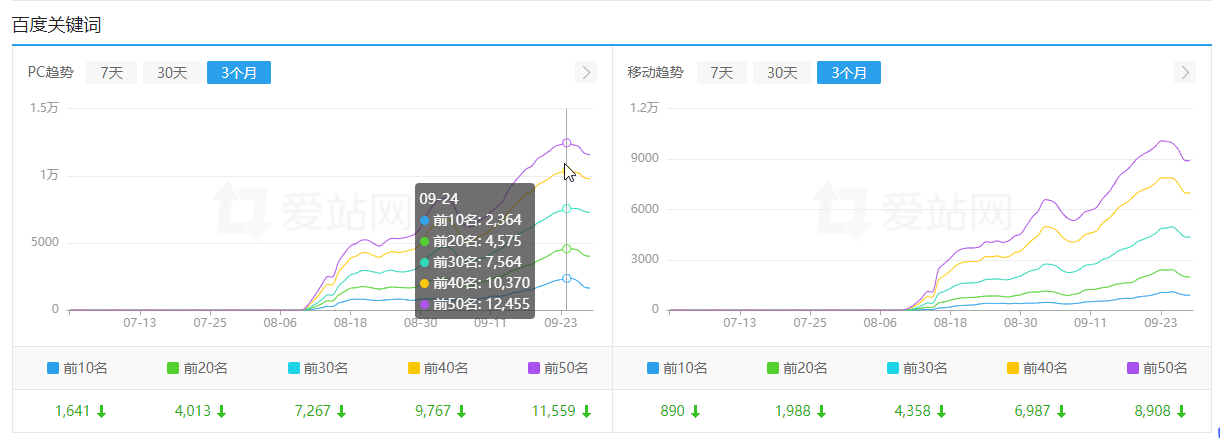 百度关键词
PC趋势 7天 30天 3个月
1.5万
1万
5000
0
07-13 07-25 08-06 08-18 08-30 09-11 09-23
爱站网
09-24
前10名: 2,364
前20名: 4,575
前30名: 7,564
前40名: 10,370
前50名: 12,455
前10名 前20名 前30名 前40名 前50名
1,641 4,013 7,267 9,767 11,559
移动趋势 7天 30天 3个月
1.2万
9000
6000
3000
0
07-13 07-25 08-06 08-18 08-30 09-11 09-23
爱站网
前10名 前20名 前30名 前40名 前50名
890 1,988 4,358 6,987 8,908